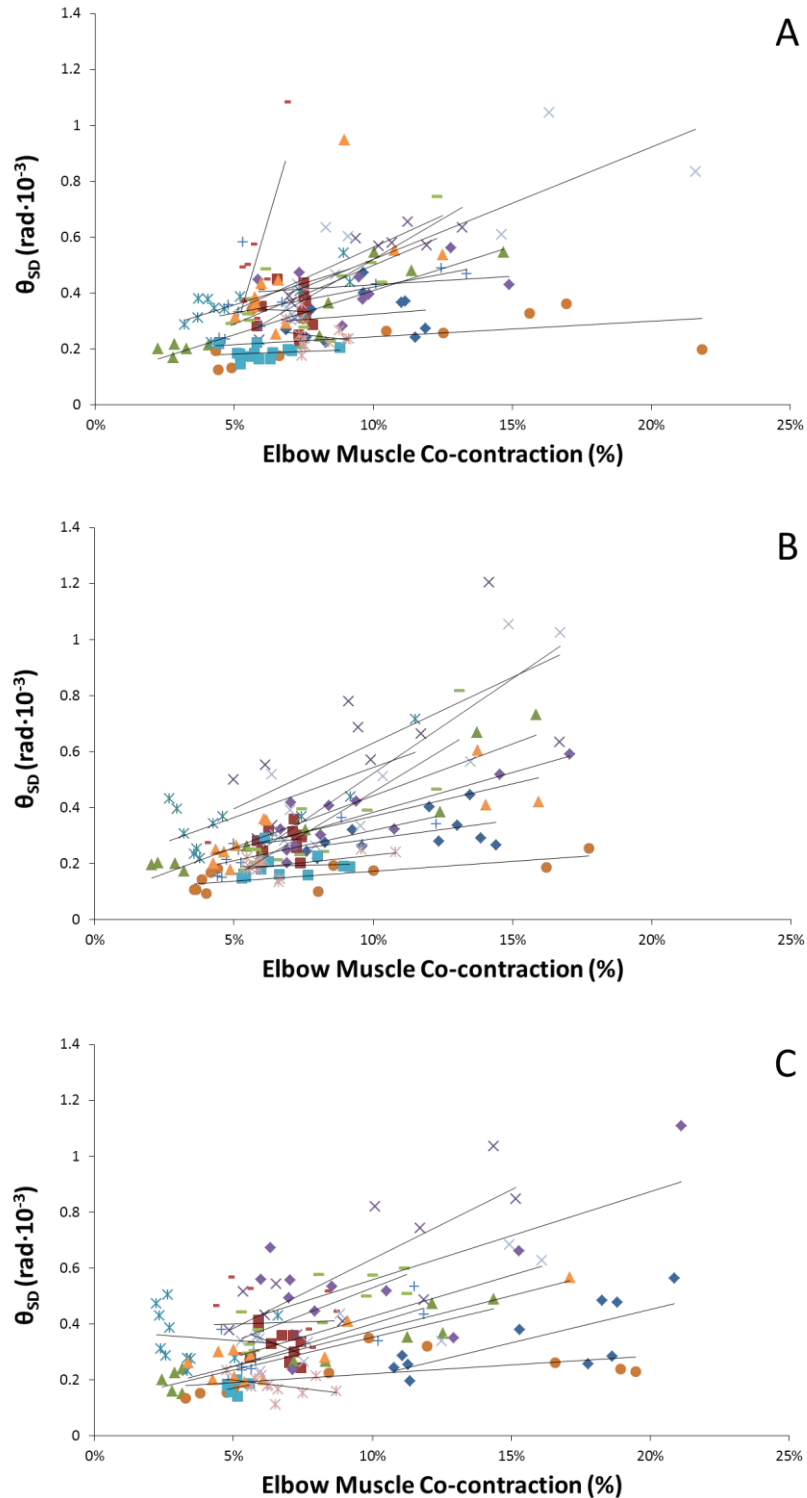 A
1.4
1.2
1
0.8
0.6
0.4
0.2
0
θSD (rad·10-3)
0% 5% 10% 15% 20% 25%
Elbow Muscle Co-contraction (%)
B
1.4
1.2
1
0.8
0.6
0.4
0.2
0
θSD (rad·10-3)
0% 5% 10% 15% 20% 25%
Elbow Muscle Co-contraction (%)
C
1.4
1.2
1
0.8
0.6
0.4
0.2
0
θSD (rad·10-3)
0% 5% 10% 15% 20% 25%
Elbow Muscle Co-contraction (%)